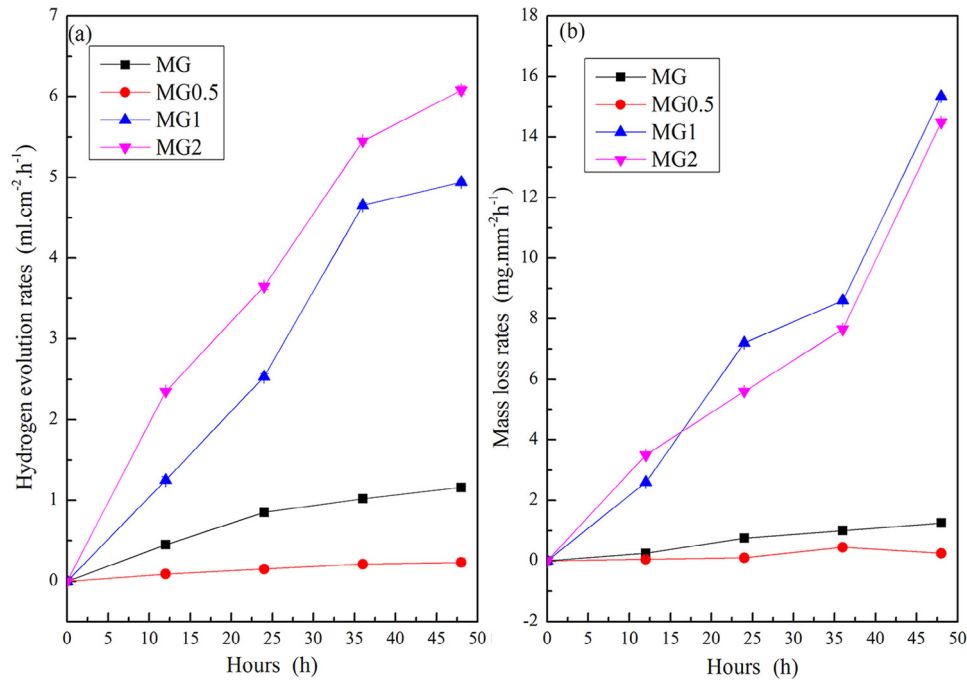 (a)
MG
MG0.5
MG1
MG2
Hydrogen evolution rates (ml.cm⁻².h⁻¹)
7
6
5
4
3
2
1
0
0 5 10 15 20 25 30 35 40 45 50
Hours (h)
(b)
MG
MG0.5
MG1
MG2
Mass loss rates (mg.mm⁻²h⁻¹)
18
16
14
12
10
8
6
4
2
0
-2
0 5 10 15 20 25 30 35 40 45 50
Hours (h)